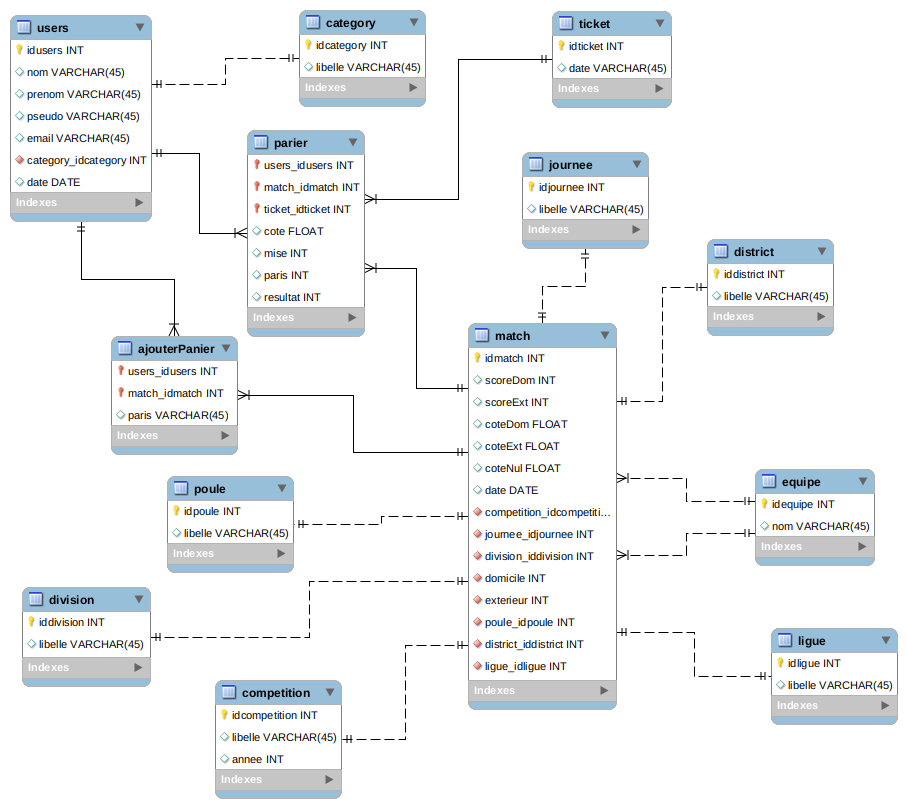 users
idusers INT
nom VARCHAR(45)
prenom VARCHAR(45)
pseudo VARCHAR(45)
email VARCHAR(45)
category_idcategory INT
date DATE
Indexes
category
idcategory INT
libelle VARCHAR(45)
Indexes
ticket
idticket INT
date VARCHAR(45)
Indexes
parier
users_idusers INT
match_idmatch INT
ticket_idticket INT
cote FLOAT
mise INT
paris INT
resultat INT
Indexes
journee
idjournee INT
libelle VARCHAR(45)
Indexes
district
iddistrict INT
libelle VARCHAR(45)
Indexes
ajouterPanier
users_idusers INT
match_idmatch INT
paris VARCHAR(45)
Indexes
match
idmatch INT
scoreDom INT
scoreExt INT
coteDom FLOAT
coteExt FLOAT
coteNul FLOAT
date DATE
competition_idcompetiti...
journee_idjournee INT
division_iddivision INT
domicile INT
exterieur INT
poule_idpoule INT
district_iddistrict INT
ligue_idligue INT
Indexes
poule
idpoule INT
libelle VARCHAR(45)
Indexes
equipe
idequipe INT
nom VARCHAR(45)
Indexes
division
iddivision INT
libelle VARCHAR(45)
Indexes
ligue
idligue INT
libelle VARCHAR(45)
Indexes
competition
idcompetition INT
libelle VARCHAR(45)
annee INT
Indexes